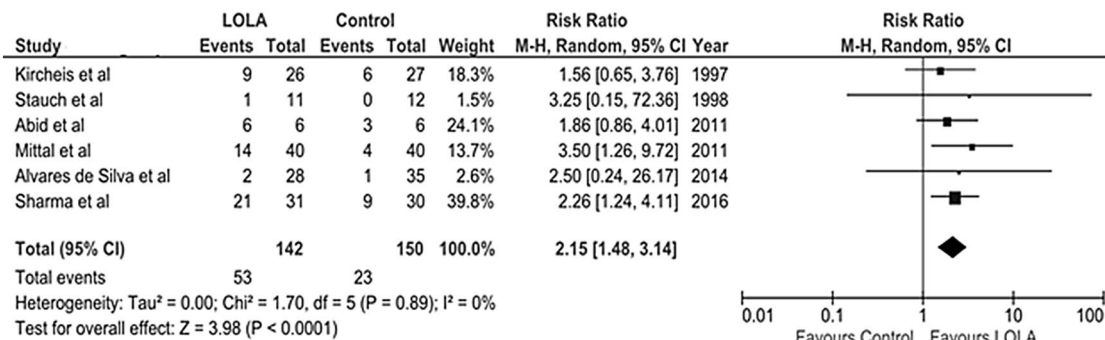 LOLA Control Risk Ratio Risk Ratio
Study Events Total Events Total Weight M-H, Random, 95% CI Year M-H, Random, 95% CI
Kircheis et al 9 26 6 27 18.3% 1.56 [0.65, 3.76] 1997
Stauch et al 1 11 0 12 1.5% 3.25 [0.15, 72.36] 1998
Abid et al 6 6 3 6 24.1% 1.86 [0.86, 4.01] 2011
Mittal et al 14 40 4 40 13.7% 3.50 [1.26, 9.72] 2011
Alvares de Silva et al 2 28 1 35 2.6% 2.50 [0.24, 26.17] 2014
Sharma et al 21 31 9 30 39.8% 2.26 [1.24, 4.11] 2016
Total (95% CI) 142 150 100.0% 2.15 [1.48, 3.14]
Total events 53 23
Heterogeneity: Tau² = 0.00; Chi² = 1.70, df = 5 (P = 0.89); I² = 0%
Test for overall effect: Z = 3.98 (P < 0.0001)
0.01 0.1 1 10 100
Favours Control Favours LOLA